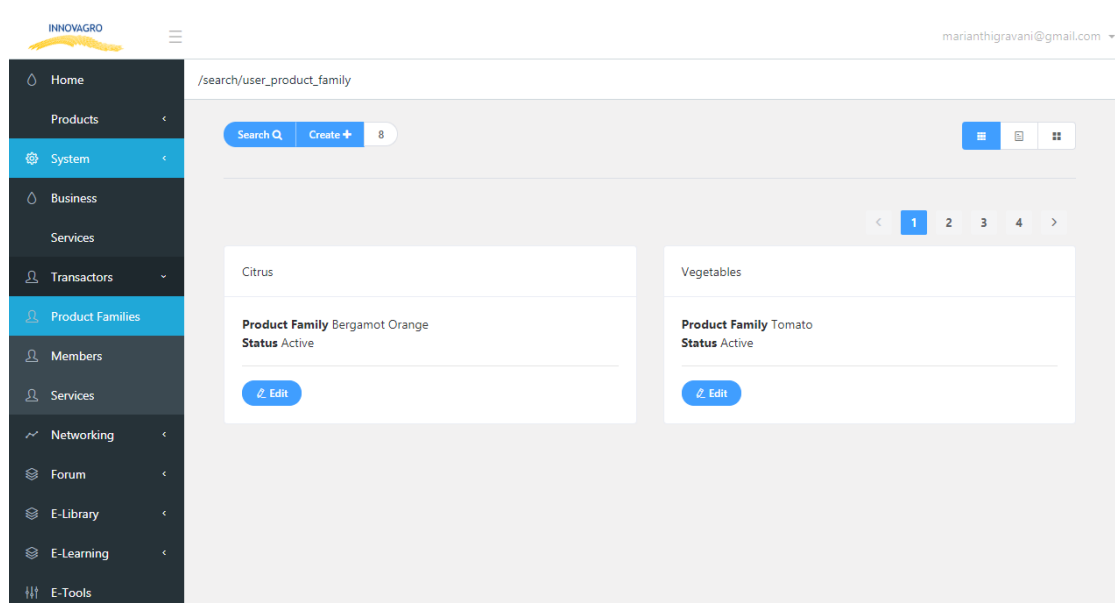 INNOVAGRO
marianthigravani@gmail.com
Home
/search/user_product_family
Products
Search
Create +
8
System
Business
Services
1
2
3
4
Transactors
Citrus
Vegetables
Product Families
Product Family Bergamot Orange
Status Active
Product Family Tomato
Status Active
Members
Services
Edit
Edit
Networking
Forum
E-Library
E-Learning
E-Tools